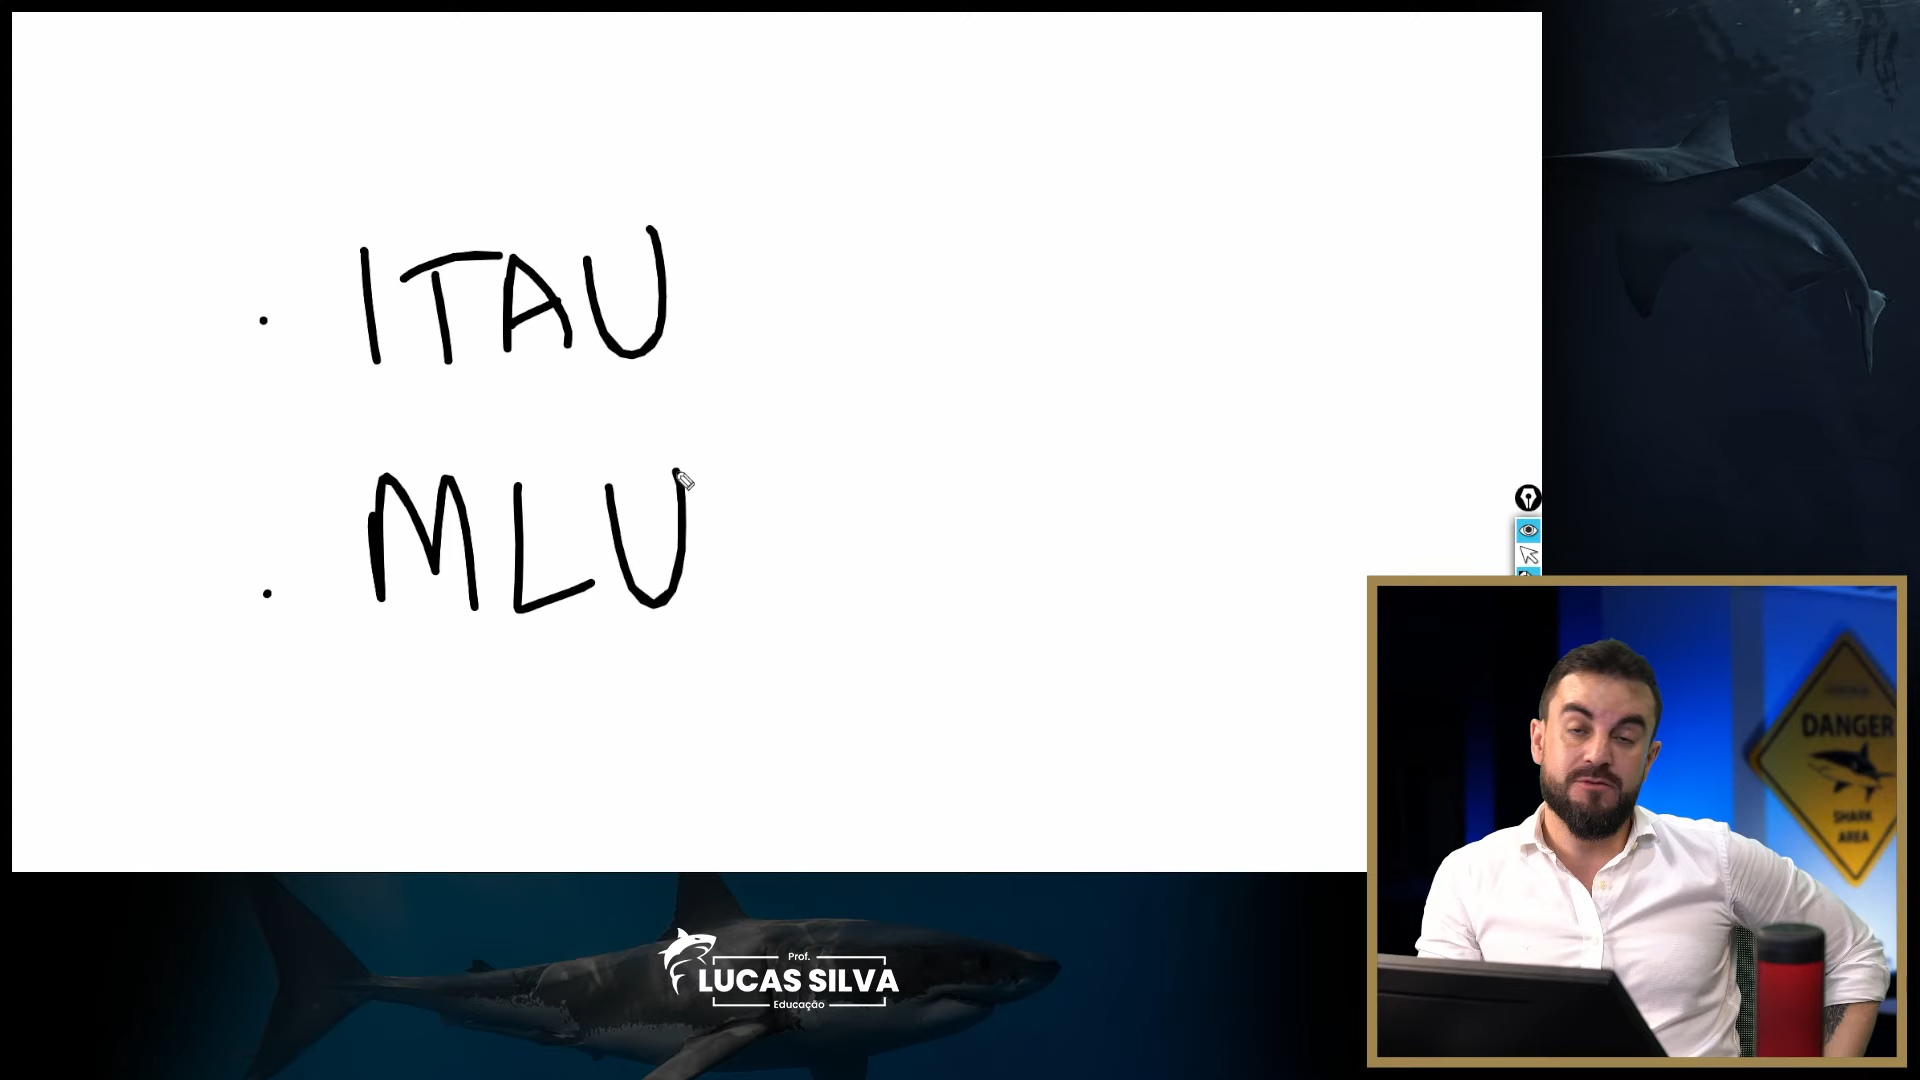 . ITAU
. MLU
DANGER
SHARK
AREA
Prof.
LUCAS SILVA
Educação